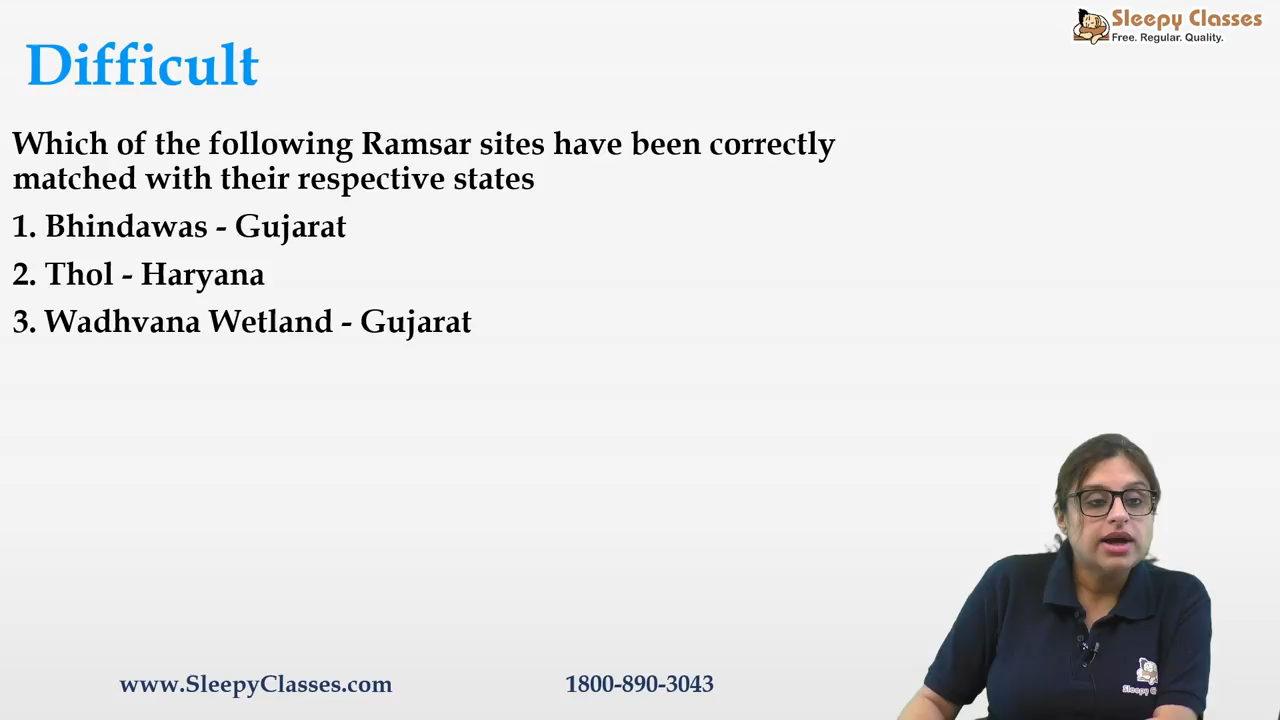 Sleepy Classes
Free. Regular. Quality.
Difficult
Which of the following Ramsar sites have been correctly
matched with their respective states
1. Bhindawas - Gujarat
2. Thol - Haryana
3. Wadhvana Wetland - Gujarat
www.SleepyClasses.com
1800-890-3043